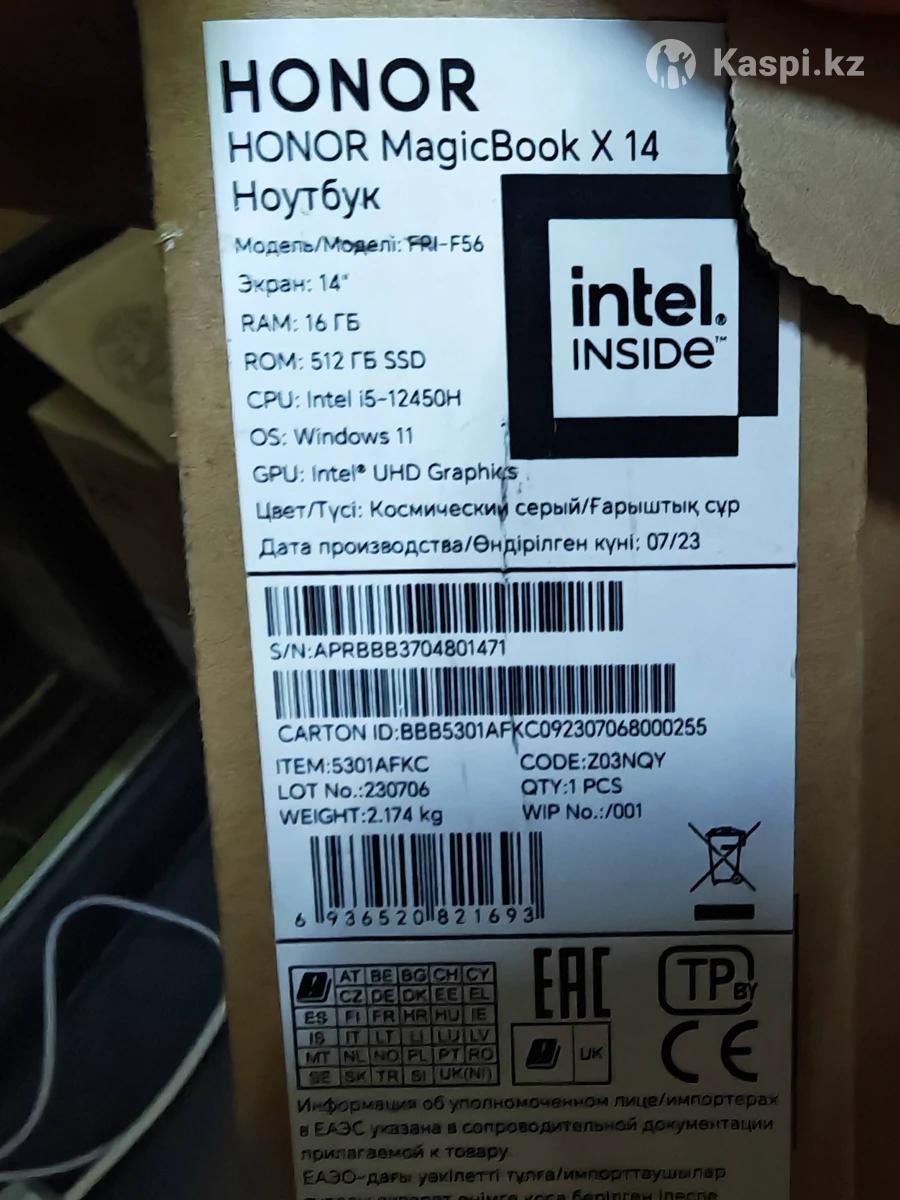 Kaspi.kz
HONOR
HONOR MagicBook X 14
Ноутбук
Модель/Моделі: FRI-F56
Экран: 14"
RAM: 16 ГБ
ROM: 512 ГБ SSD
CPU: Intel i5-12450H
OS: Windows 11
GPU: Intel® UHD Graphics
Цвет/Түсі: Космический серый/Ғарыштық сұр
Дата производства/Өндірілген күні: 07/23
intel®
INSIDE™
S/N:APRBBB3704801471
CARTON ID:BBB5301AFKC092307068000255
ITEM:5301AFKC CODE:Z03NQY
LOT No.:230706 QTY:1 PCS
WEIGHT:2.174 kg WIP No.:/001
6 936520 821693
AT BE BG CH CY
CZ DE DK EE EL
ES FI FR HR HU IE
IS IT LT LI LU LV
MT NL NO PL PT RO
SE SK TR SI UK(NI)
UK
EAC
TP BY
CE
Информация об уполномоченном лице/импортерах
в ЕАЭС указана в сопроводительной документации
прилагаемой к товару.
ЕАЭО-дағы уәкілетті тұлға/импорттаушылар
туралы ақпарат өнімге қоса берілген ілеспе